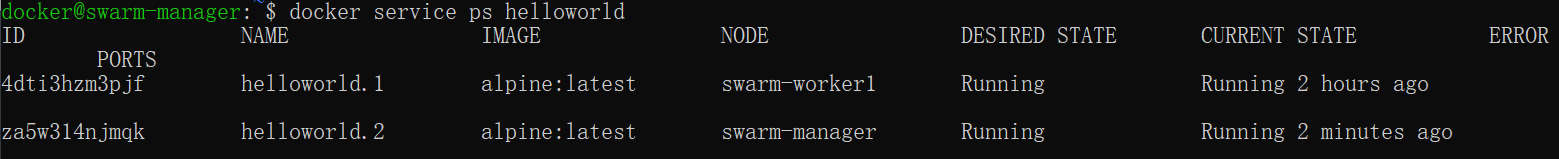 docker@swarm-manager:~$ docker service ps helloworld
ID NAME IMAGE NODE DESIRED STATE CURRENT STATE ERROR
PORTS
4dti3hzm3pjf helloworld.1 alpine:latest swarm-worker1 Running Running 2 hours ago
za5w314njmqk helloworld.2 alpine:latest swarm-manager Running Running 2 minutes ago